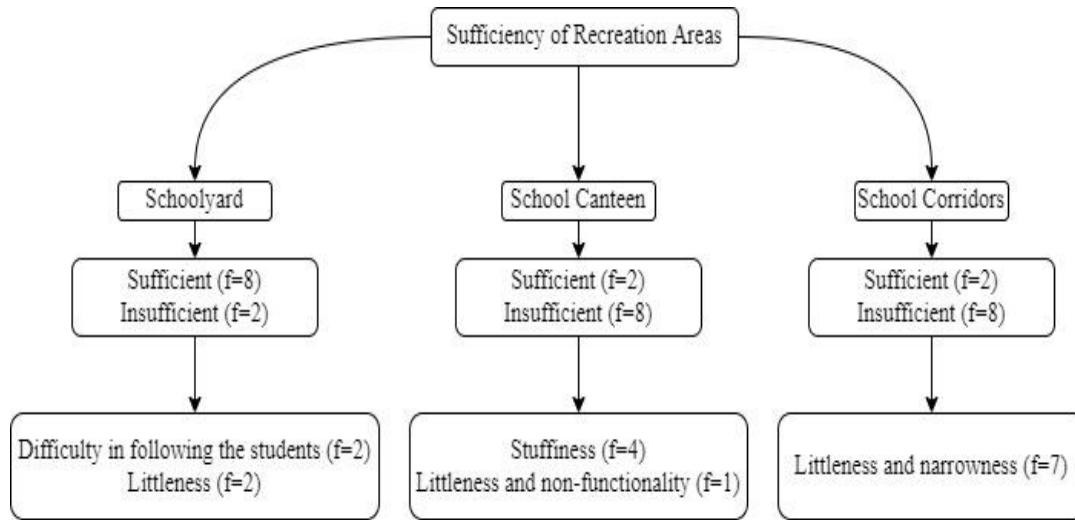 Sufficiency of Recreation Areas
Schoolyard
School Canteen
School Corridors
Sufficient (f=8)
Insufficient (f=2)
Sufficient (f=2)
Insufficient (f=8)
Sufficient (f=2)
Insufficient (f=8)
Difficulty in following the students (f=2)
Littleness (f=2)
Stuffiness (f=4)
Littleness and non-functionality (f=1)
Littleness and narrowness (f=7)